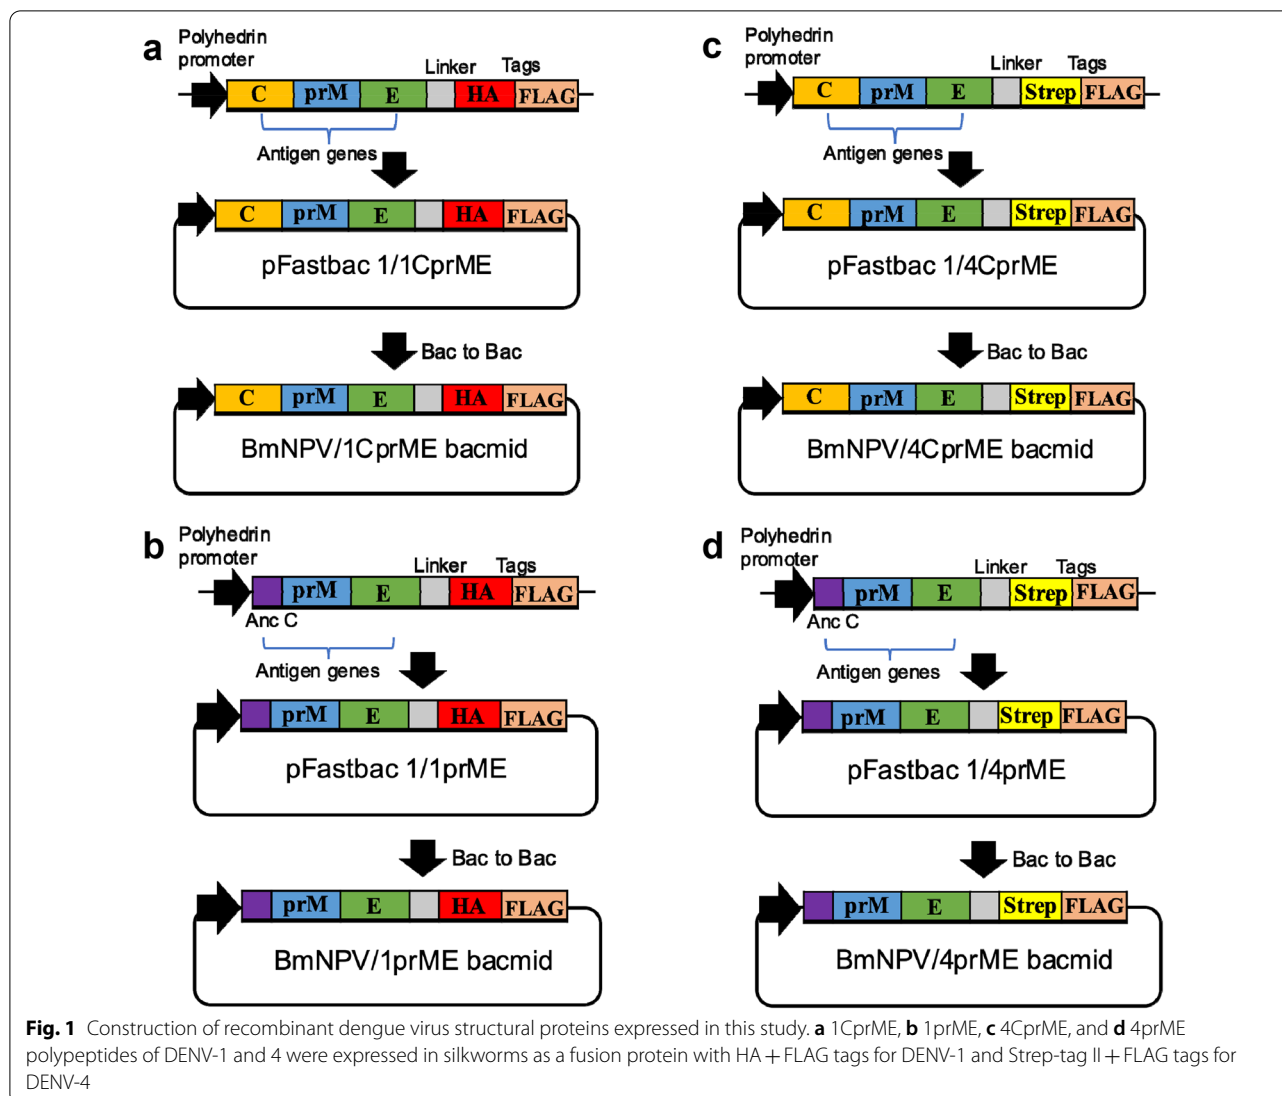 a
Polyhedrin
promoter
Linker
Tags
C prM E HA FLAG
Antigen genes
C prM E HA FLAG
pFastbac 1/1CprME
Bac to Bac
C prM E HA FLAG
BmNPV/1CprME bacmid
b
Polyhedrin
promoter
Linker
Tags
prM E HA FLAG
Anc C
Antigen genes
prM E HA FLAG
pFastbac 1/1prME
Bac to Bac
prM E HA FLAG
BmNPV/1prME bacmid
c
Polyhedrin
promoter
Linker
Tags
C prM E Strep FLAG
Antigen genes
C prM E Strep FLAG
pFastbac 1/4CprME
Bac to Bac
C prM E Strep FLAG
BmNPV/4CprME bacmid
d
Polyhedrin
promoter
Linker
Tags
prM E Strep FLAG
Anc C
Antigen genes
prM E Strep FLAG
pFastbac 1/4prME
Bac to Bac
prM E Strep FLAG
BmNPV/4prME bacmid
Fig. 1 Construction of recombinant dengue virus structural proteins expressed in this study. a 1CprME, b 1prME, c 4CprME, and d 4prME
polypeptides of DENV-1 and 4 were expressed in silkworms as a fusion protein with HA + FLAG tags for DENV-1 and Strep-tag II + FLAG tags for
DENV-4